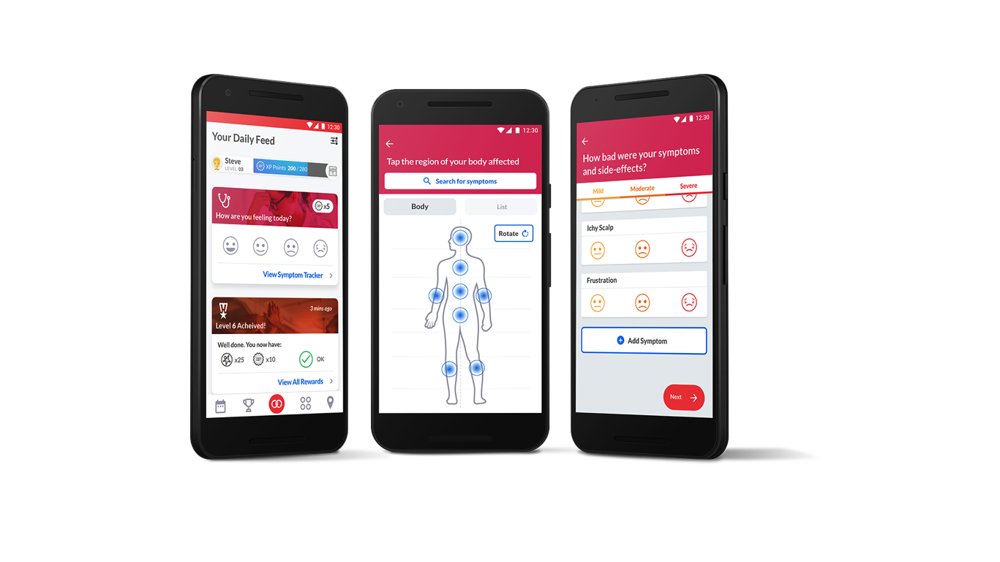 12:30
Your Daily Feed
Steve
LEVEL 03
XP Points 200 / 280
x5
How are you feeling today?
View Symptom Tracker
3 mins ago
Level 6 Acheived!
Well done. You now have:
x25 x10 OK
View All Rewards
12:30
Tap the region of your body affected
Search for symptoms
Body List
Rotate
12:30
How bad were your symptoms
and side-effects?
Mild Moderate Severe
Ichy Scalp
Frustration
Add Symptom
Next